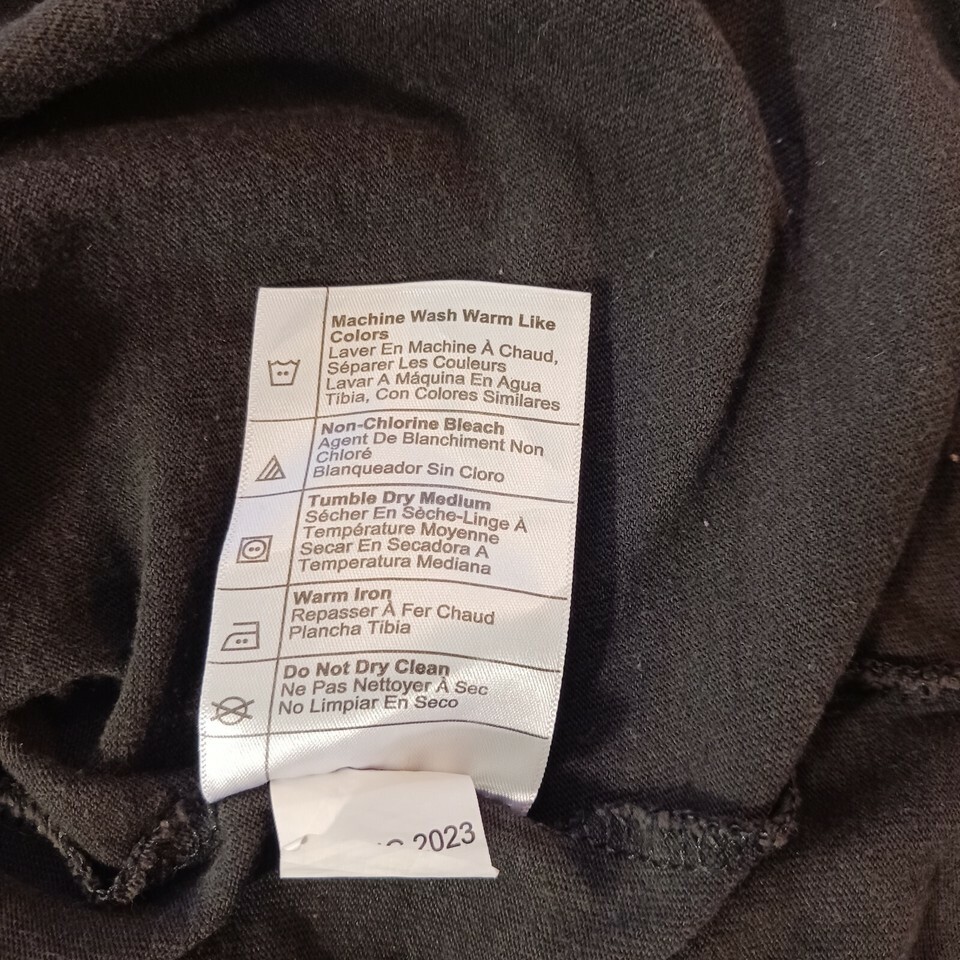 Machine Wash Warm Like
Colors
Laver En Machine À Chaud,
Séparer Les Couleurs
Lavar A Máquina En Agua
Tibia, Con Colores Similares
Non-Chlorine Bleach
Agent De Blanchiment Non
Chloré
Blanqueador Sin Cloro
Tumble Dry Medium
Sécher En Sèche-Linge À
Température Moyenne
Secar En Secadora A
Temperatura Mediana
Warm Iron
Repasser À Fer Chaud
Plancha Tibia
Do Not Dry Clean
Ne Pas Nettoyer À Sec
No Limpiar En Seco
2023